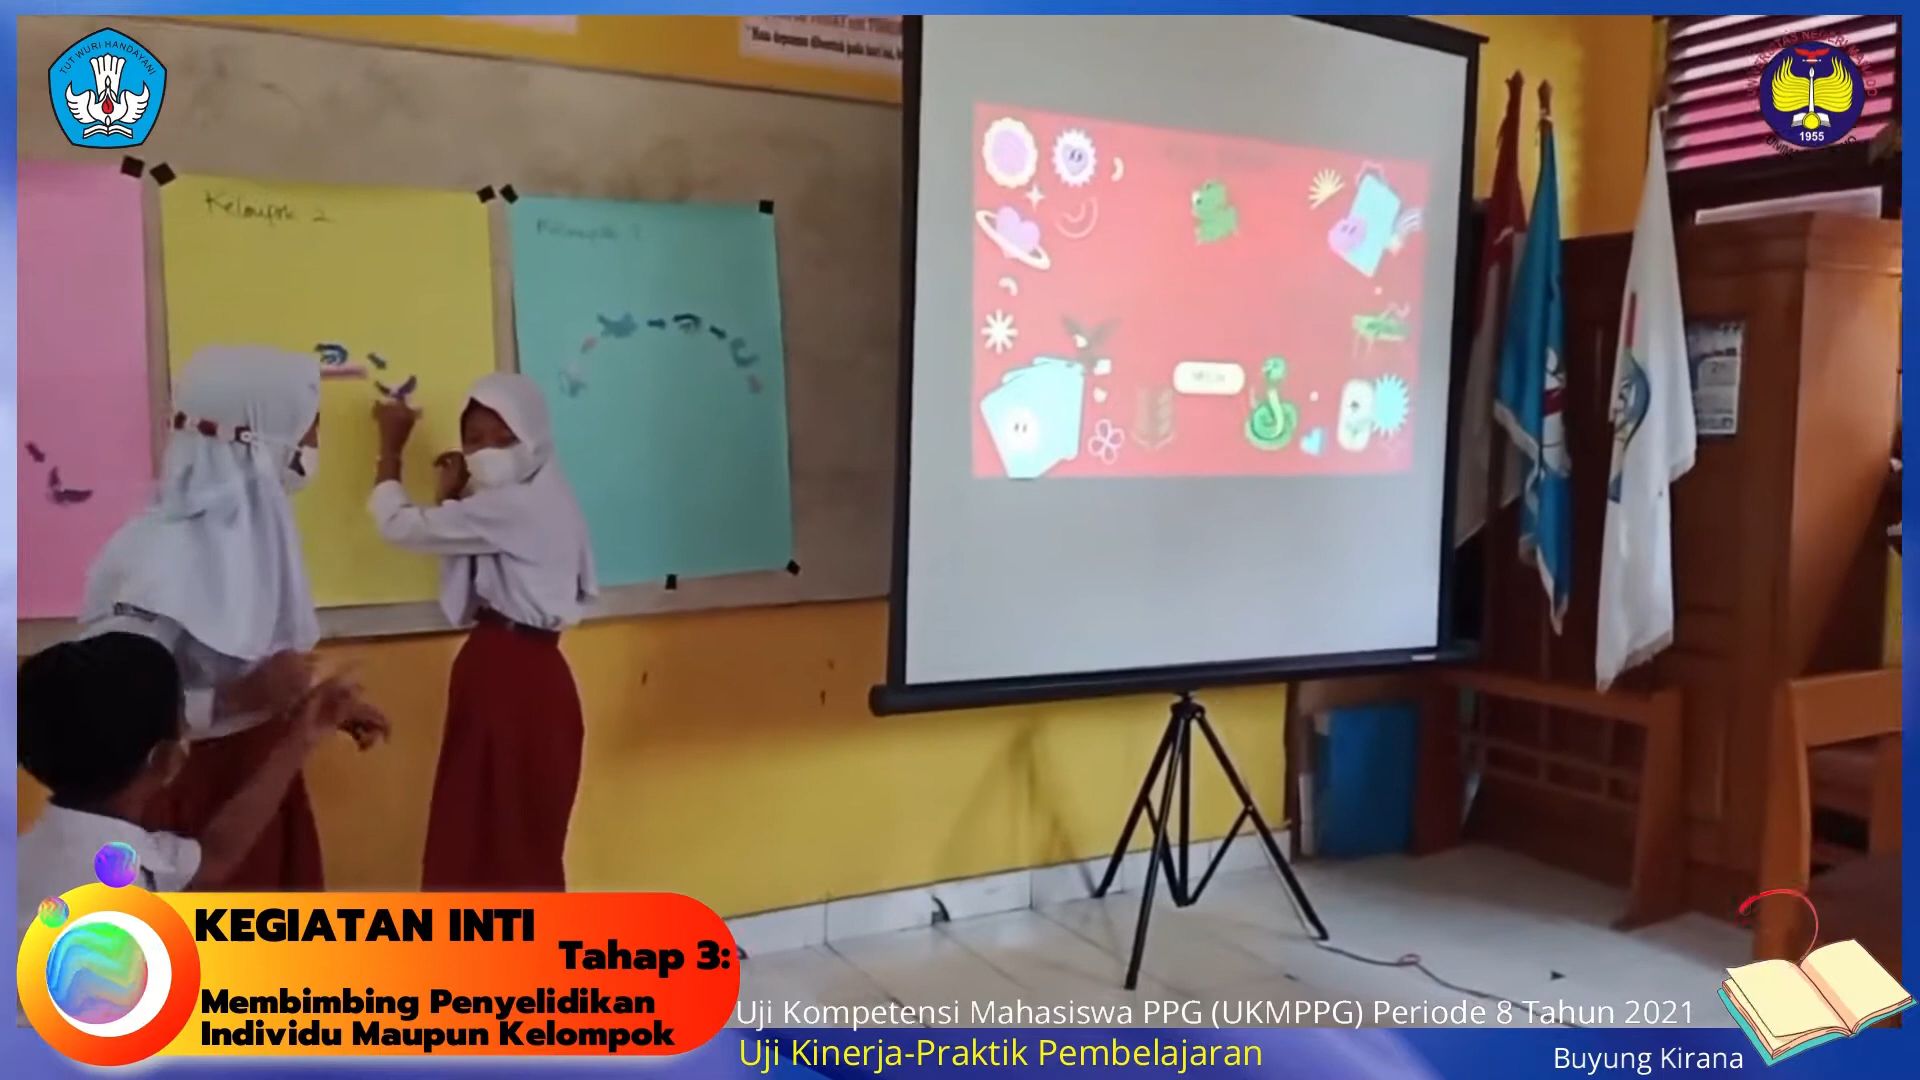 TUT WURI HANDAYANI
1955
Kelompok 2
KEGIATAN INTI
Tahap 3:
Membimbing Penyelidikan
Individu Maupun Kelompok
Uji Kompetensi Mahasiswa PPG (UKMPPG) Periode 8 Tahun 2021
Uji Kinerja-Praktik Pembelajaran
Buyung Kirana